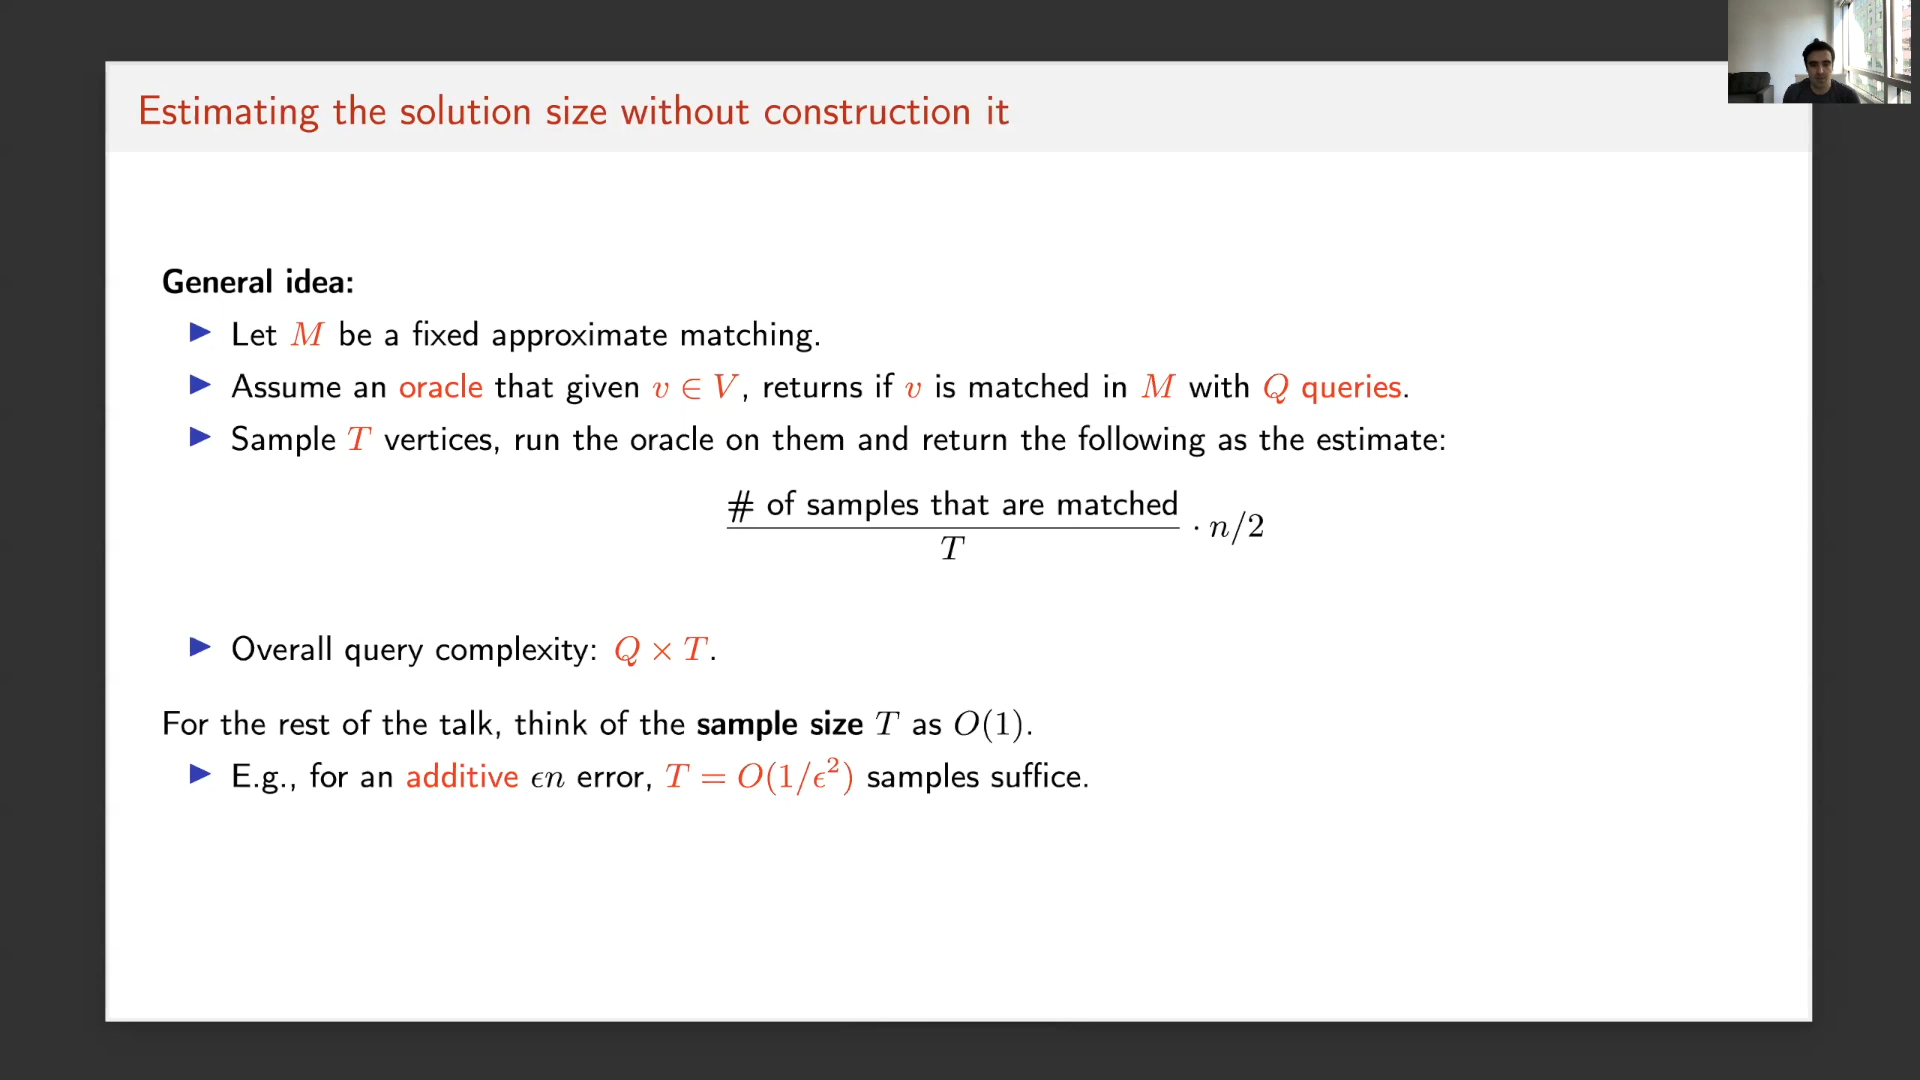 Estimating the solution size without construction it
General idea:
▶ Let M be a fixed approximate matching.
▶ Assume an oracle that given v ∈ V, returns if v is matched in M with Q queries.
▶ Sample T vertices, run the oracle on them and return the following as the estimate:
# of samples that are matched
T
· n/2
▶ Overall query complexity: Q × T.
For the rest of the talk, think of the sample size T as O(1).
▶ E.g., for an additive ϵn error, T = O(1/ϵ²) samples suffice.